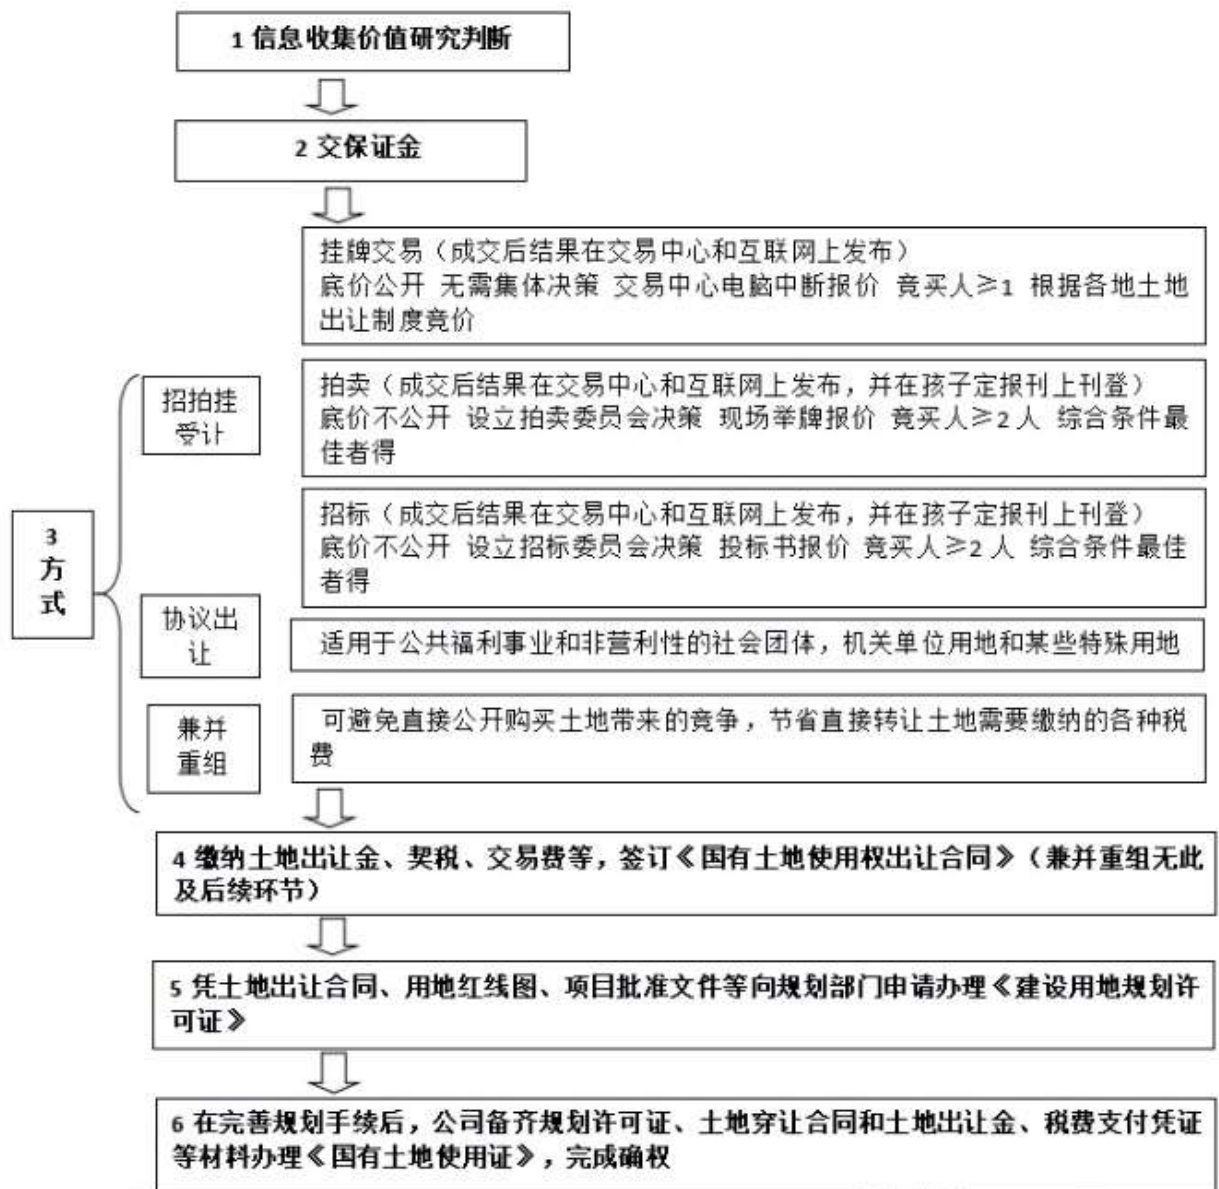 1 信息收集价值研究判断
2 交保证金
挂牌交易（成交后结果在交易中心和互联网上发布）
底价公开 无需集体决策 交易中心电脑中断报价 竞买人≥1 根据各地土地
出让制度竞价
招拍挂
受计
拍卖（成交后结果在交易中心和互联网上发布，并在孩子定报刊上刊登）
底价不公开 设立拍卖委员会决策 现场举牌报价 竞买人≥2 人 综合条件最
佳者得
招标（成交后结果在交易中心和互联网上发布，并在孩子定报刊上刊登）
底价不公开 设立招标委员会决策 投标书报价 竞买人≥2 人 综合条件最佳
者得
3
方
式
协议出
让
适用于公共福利事业和非营利性的社会团体，机关单位用地和某些特殊用地
兼并
重组
可避免直接公开购买土地带来的竞争，节省直接转让土地需要缴纳的各种税
费
4 缴纳土地出让金、契税、交易费等，签订《国有土地使用权出让合同》（兼并重组无此
及后续环节）
5 凭土地出让合同、用地红线图、项目批准文件等向规划部门申请办理《建设用地规划许
可证》
6 在完善规划手续后，公司备齐规划许可证、土地穿让合同和土地出让金、税费支付凭证
等材料办理《国有土地使用证》，完成确权